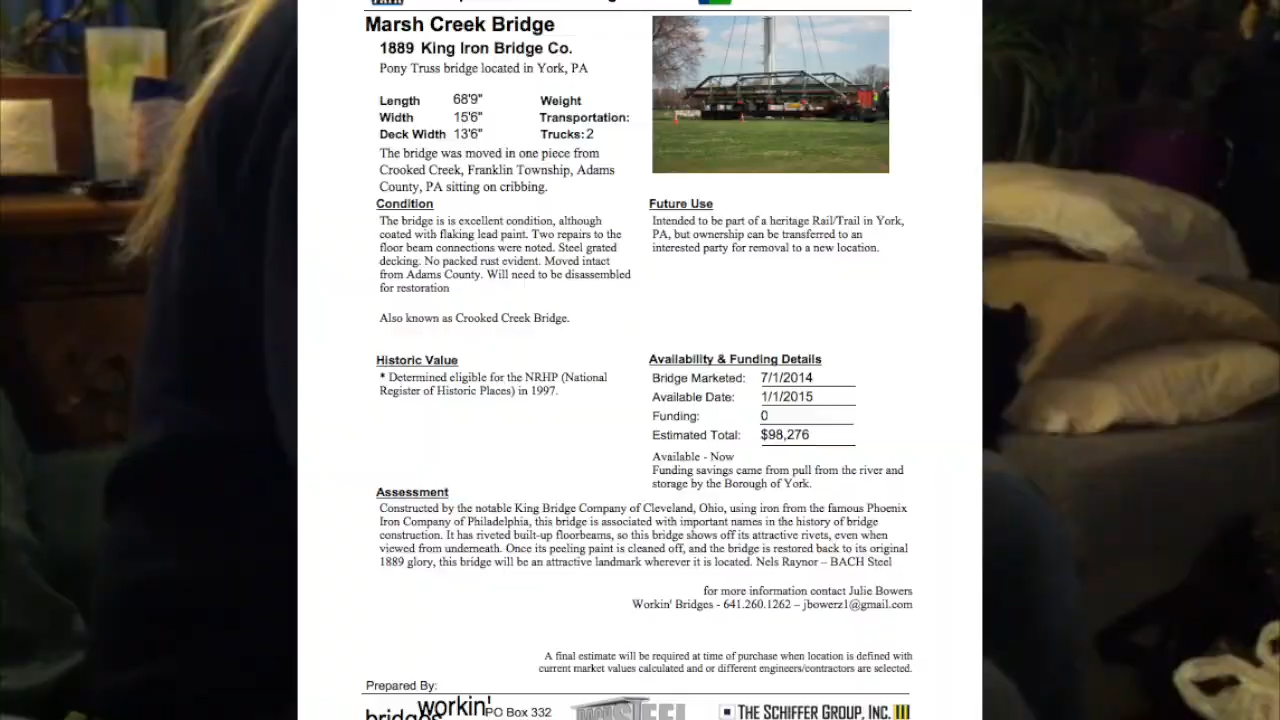 Marsh Creek Bridge
1889 King Iron Bridge Co.
Pony Truss bridge located in York, PA
Length 68'9" Weight
Width 15'6" Transportation:
Deck Width 13'6" Trucks: 2
The bridge was moved in one piece from
Crooked Creek, Franklin Township, Adams
County, PA sitting on cribbing.
Condition
The bridge is is excellent condition, although
coated with flaking lead paint. Two repairs to the
floor beam connections were noted. Steel grated
decking. No packed rust evident. Moved intact
from Adams County. Will need to be disassembled
for restoration
Also known as Crooked Creek Bridge.
Future Use
Intended to be part of a heritage Rail/Trail in York,
PA, but ownership can be transferred to an
interested party for removal to a new location.
Historic Value
* Determined eligible for the NRHP (National
Register of Historic Places) in 1997.
Availability & Funding Details
Bridge Marketed: 7/1/2014
Available Date: 1/1/2015
Funding: 0
Estimated Total: $98,276
Available - Now
Funding savings came from pull from the river and
storage by the Borough of York.
Assessment
Constructed by the notable King Bridge Company of Cleveland, Ohio, using iron from the famous Phoenix
Iron Company of Philadelphia, this bridge is associated with important names in the history of bridge
construction. It has riveted built-up floorbeams, so this bridge shows off its attractive rivets, even when
viewed from underneath. Once its peeling paint is cleaned off, and the bridge is restored back to its original
1889 glory, this bridge will be an attractive landmark wherever it is located. Nels Raynor – BACH Steel
for more information contact Julie Bowers
Workin' Bridges - 641.260.1262 – jbowerz1@gmail.com
A final estimate will be required at time of purchase when location is defined with
current market values calculated and or different engineers/contractors are selected.
Prepared By:
workin'
bridges
PO Box 332
THE SCHIFFER GROUP, INC.